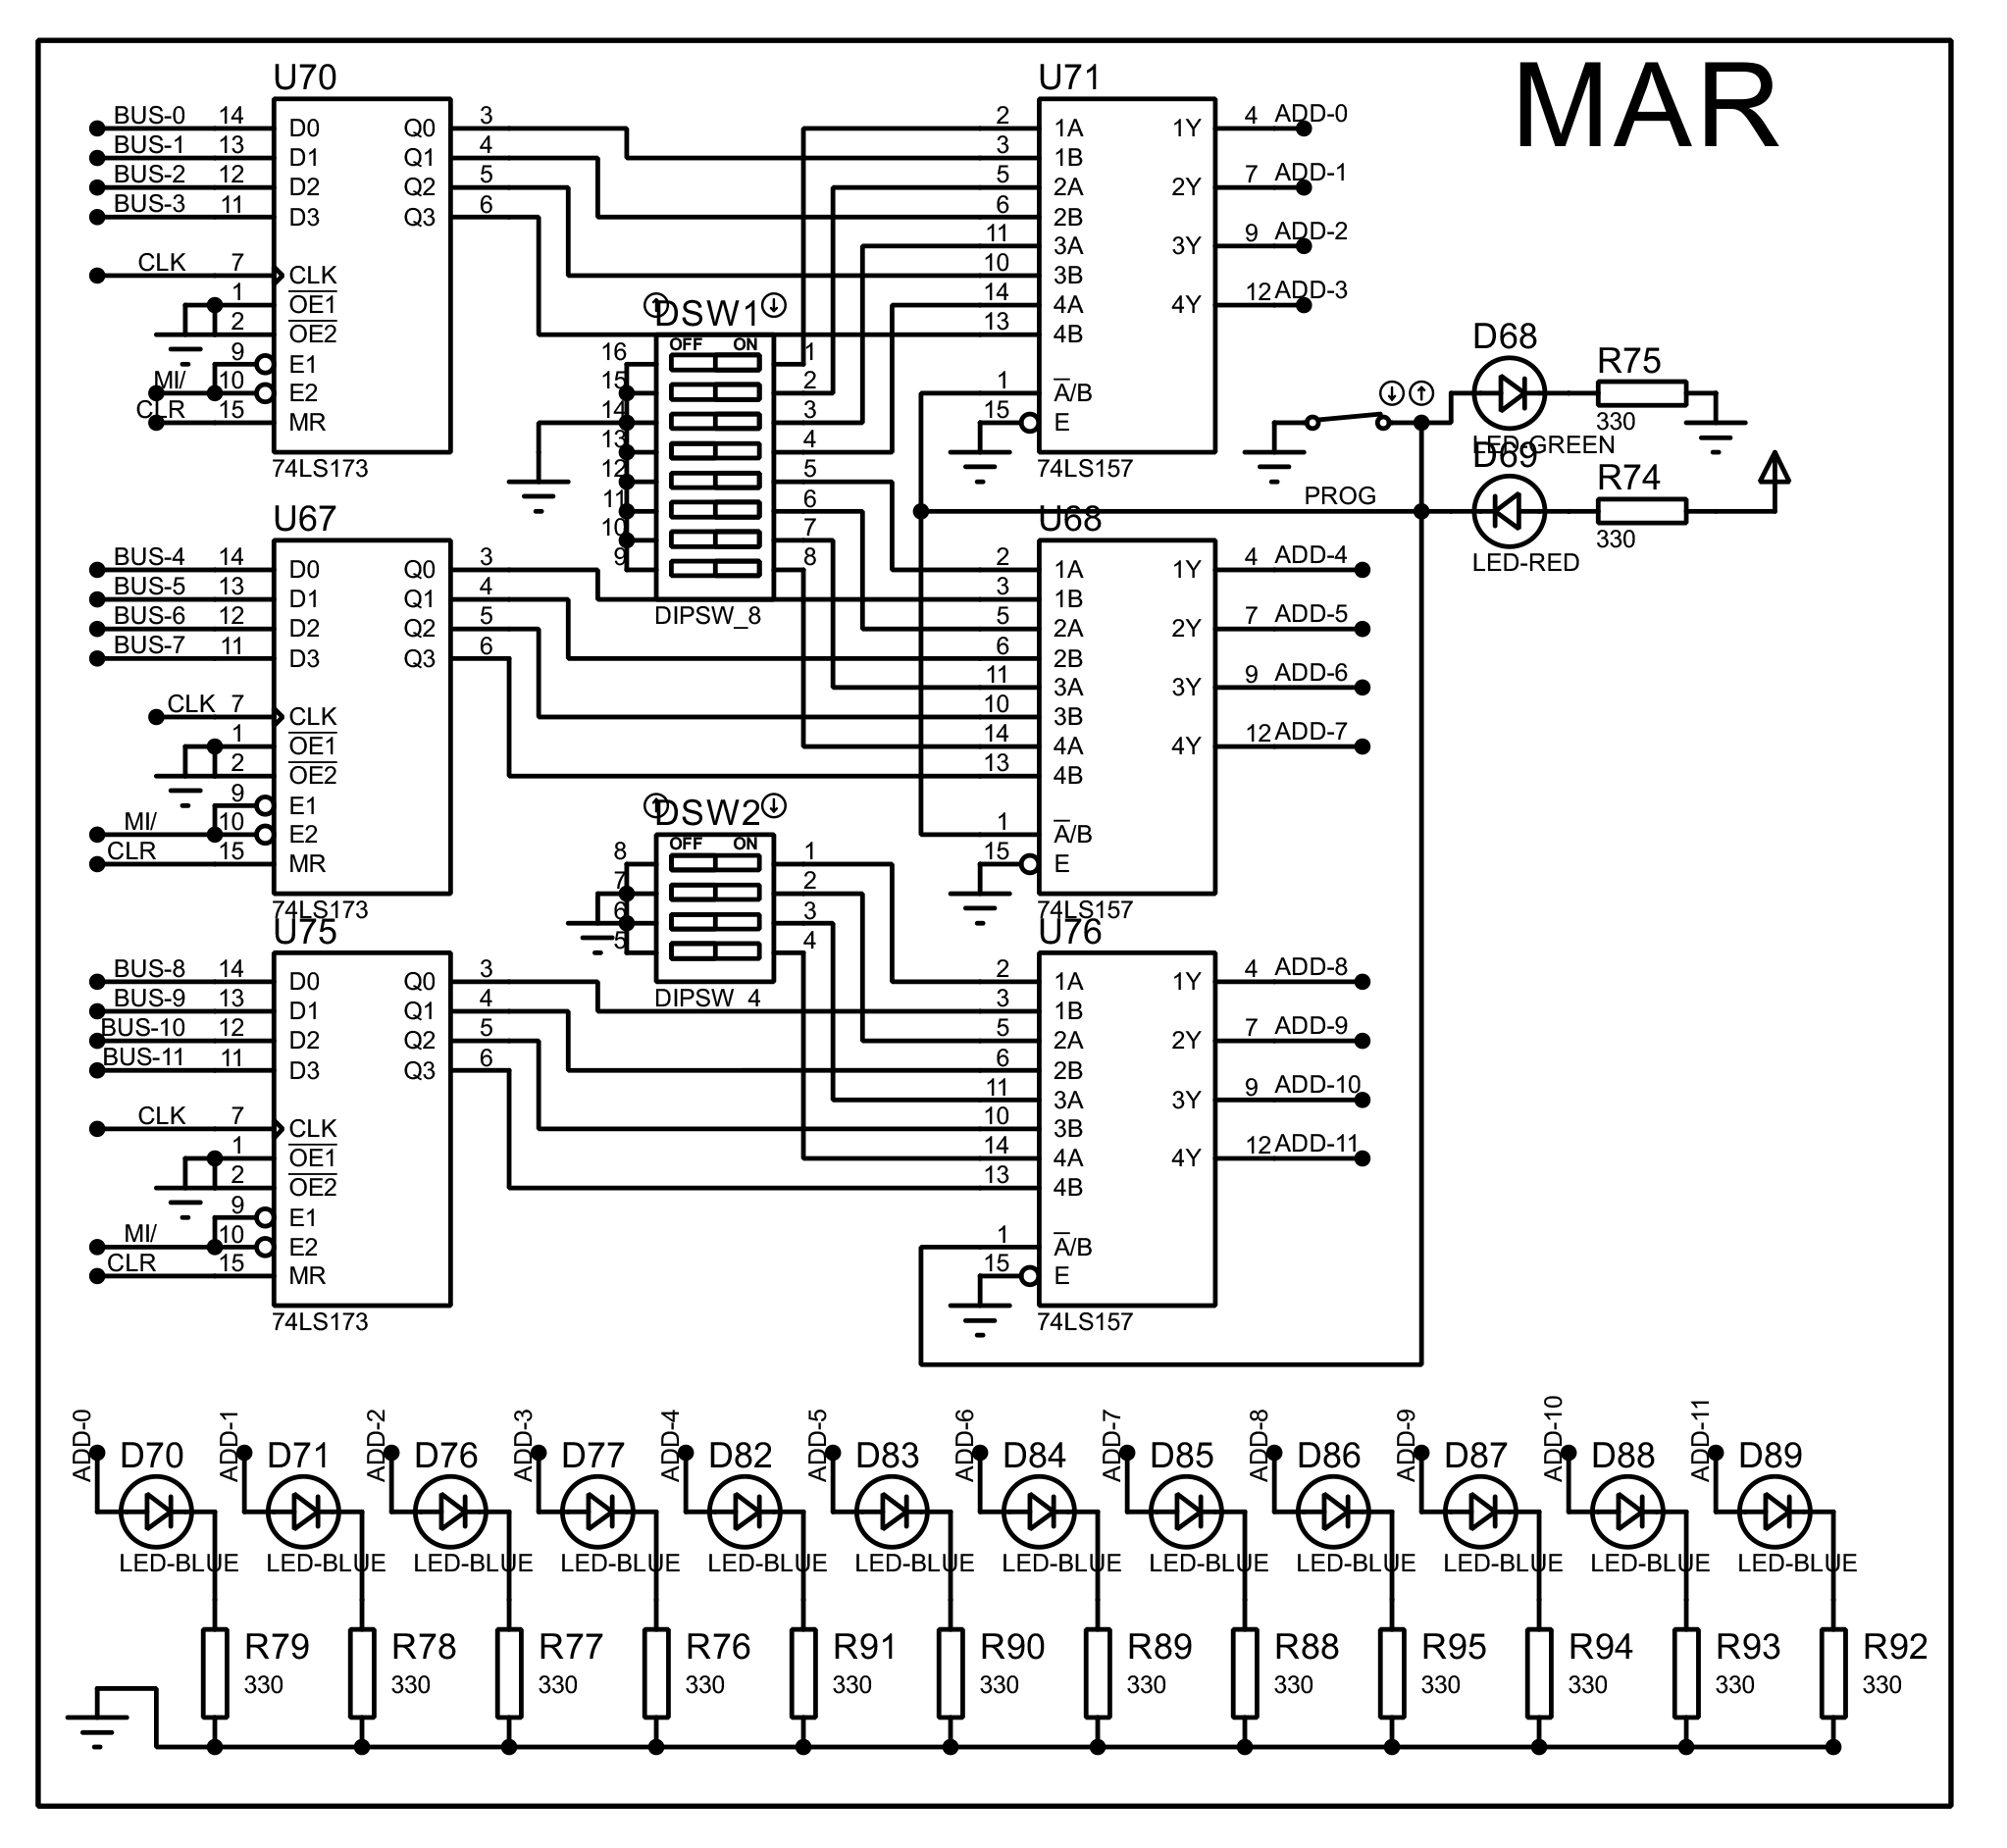 MAR
U70
BUS-0 14 D0 Q0 3
BUS-1 13 D1 Q1 4
BUS-2 12 D2 Q2 5
BUS-3 11 D3 Q3 6
CLK 7 CLK
1 OE1
2 OE2
9 E1
MI/ 10 E2
CLR 15 MR
74LS173
U71
2 1A 1Y 4 ADD-0
3 1B
5 2A 2Y 7 ADD-1
6 2B
11 3A 3Y 9 ADD-2
10 3B
14 4A 4Y 12 ADD-3
13 4B
1 A/B
15 E
74LS157
DSW1
OFF ON
16 1
15 2
14 3
13 4
12 5
11 6
10 7
9 8
DIPSW_8
D68
LED-GREEN
R75
330
D69
LED-RED
R74
330
PROG
U67
BUS-4 14 D0 Q0 3
BUS-5 13 D1 Q1 4
BUS-6 12 D2 Q2 5
BUS-7 11 D3 Q3 6
CLK 7 CLK
1 OE1
2 OE2
9 E1
MI/ 10 E2
CLR 15 MR
74LS173
U68
2 1A 1Y 4 ADD-4
3 1B
5 2A 2Y 7 ADD-5
6 2B
11 3A 3Y 9 ADD-6
10 3B
14 4A 4Y 12 ADD-7
13 4B
1 A/B
15 E
74LS157
DSW2
OFF ON
8 1
7 2
6 3
5 4
DIPSW_4
U75
BUS-8 14 D0 Q0 3
BUS-9 13 D1 Q1 4
BUS-10 12 D2 Q2 5
BUS-11 11 D3 Q3 6
CLK 7 CLK
1 OE1
2 OE2
9 E1
MI/ 10 E2
CLR 15 MR
74LS173
U76
2 1A 1Y 4 ADD-8
3 1B
5 2A 2Y 7 ADD-9
6 2B
11 3A 3Y 9 ADD-10
10 3B
14 4A 4Y 12 ADD-11
13 4B
1 A/B
15 E
74LS157
ADD-0 ADD-1 ADD-2 ADD-3 ADD-4 ADD-5 ADD-6 ADD-7 ADD-8 ADD-9 ADD-10 ADD-11
D70 D71 D76 D77 D82 D83 D84 D85 D86 D87 D88 D89
LED-BLUE LED-BLUE LED-BLUE LED-BLUE LED-BLUE LED-BLUE LED-BLUE LED-BLUE LED-BLUE LED-BLUE LED-BLUE LED-BLUE
R79 R78 R77 R76 R91 R90 R89 R88 R95 R94 R93 R92
330 330 330 330 330 330 330 330 330 330 330 330